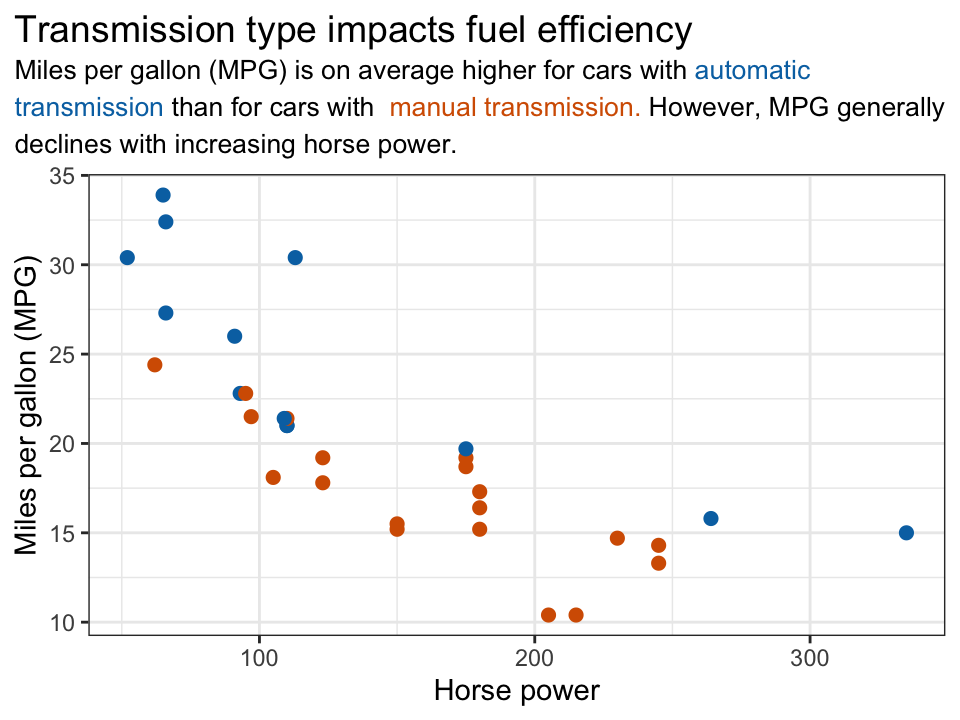 Transmission type impacts fuel efficiency
Miles per gallon (MPG) is on average higher for cars with automatic
transmission than for cars with manual transmission. However, MPG generally
declines with increasing horse power.
35
30
25
20
15
10
Miles per gallon (MPG)
100
200
300
Horse power